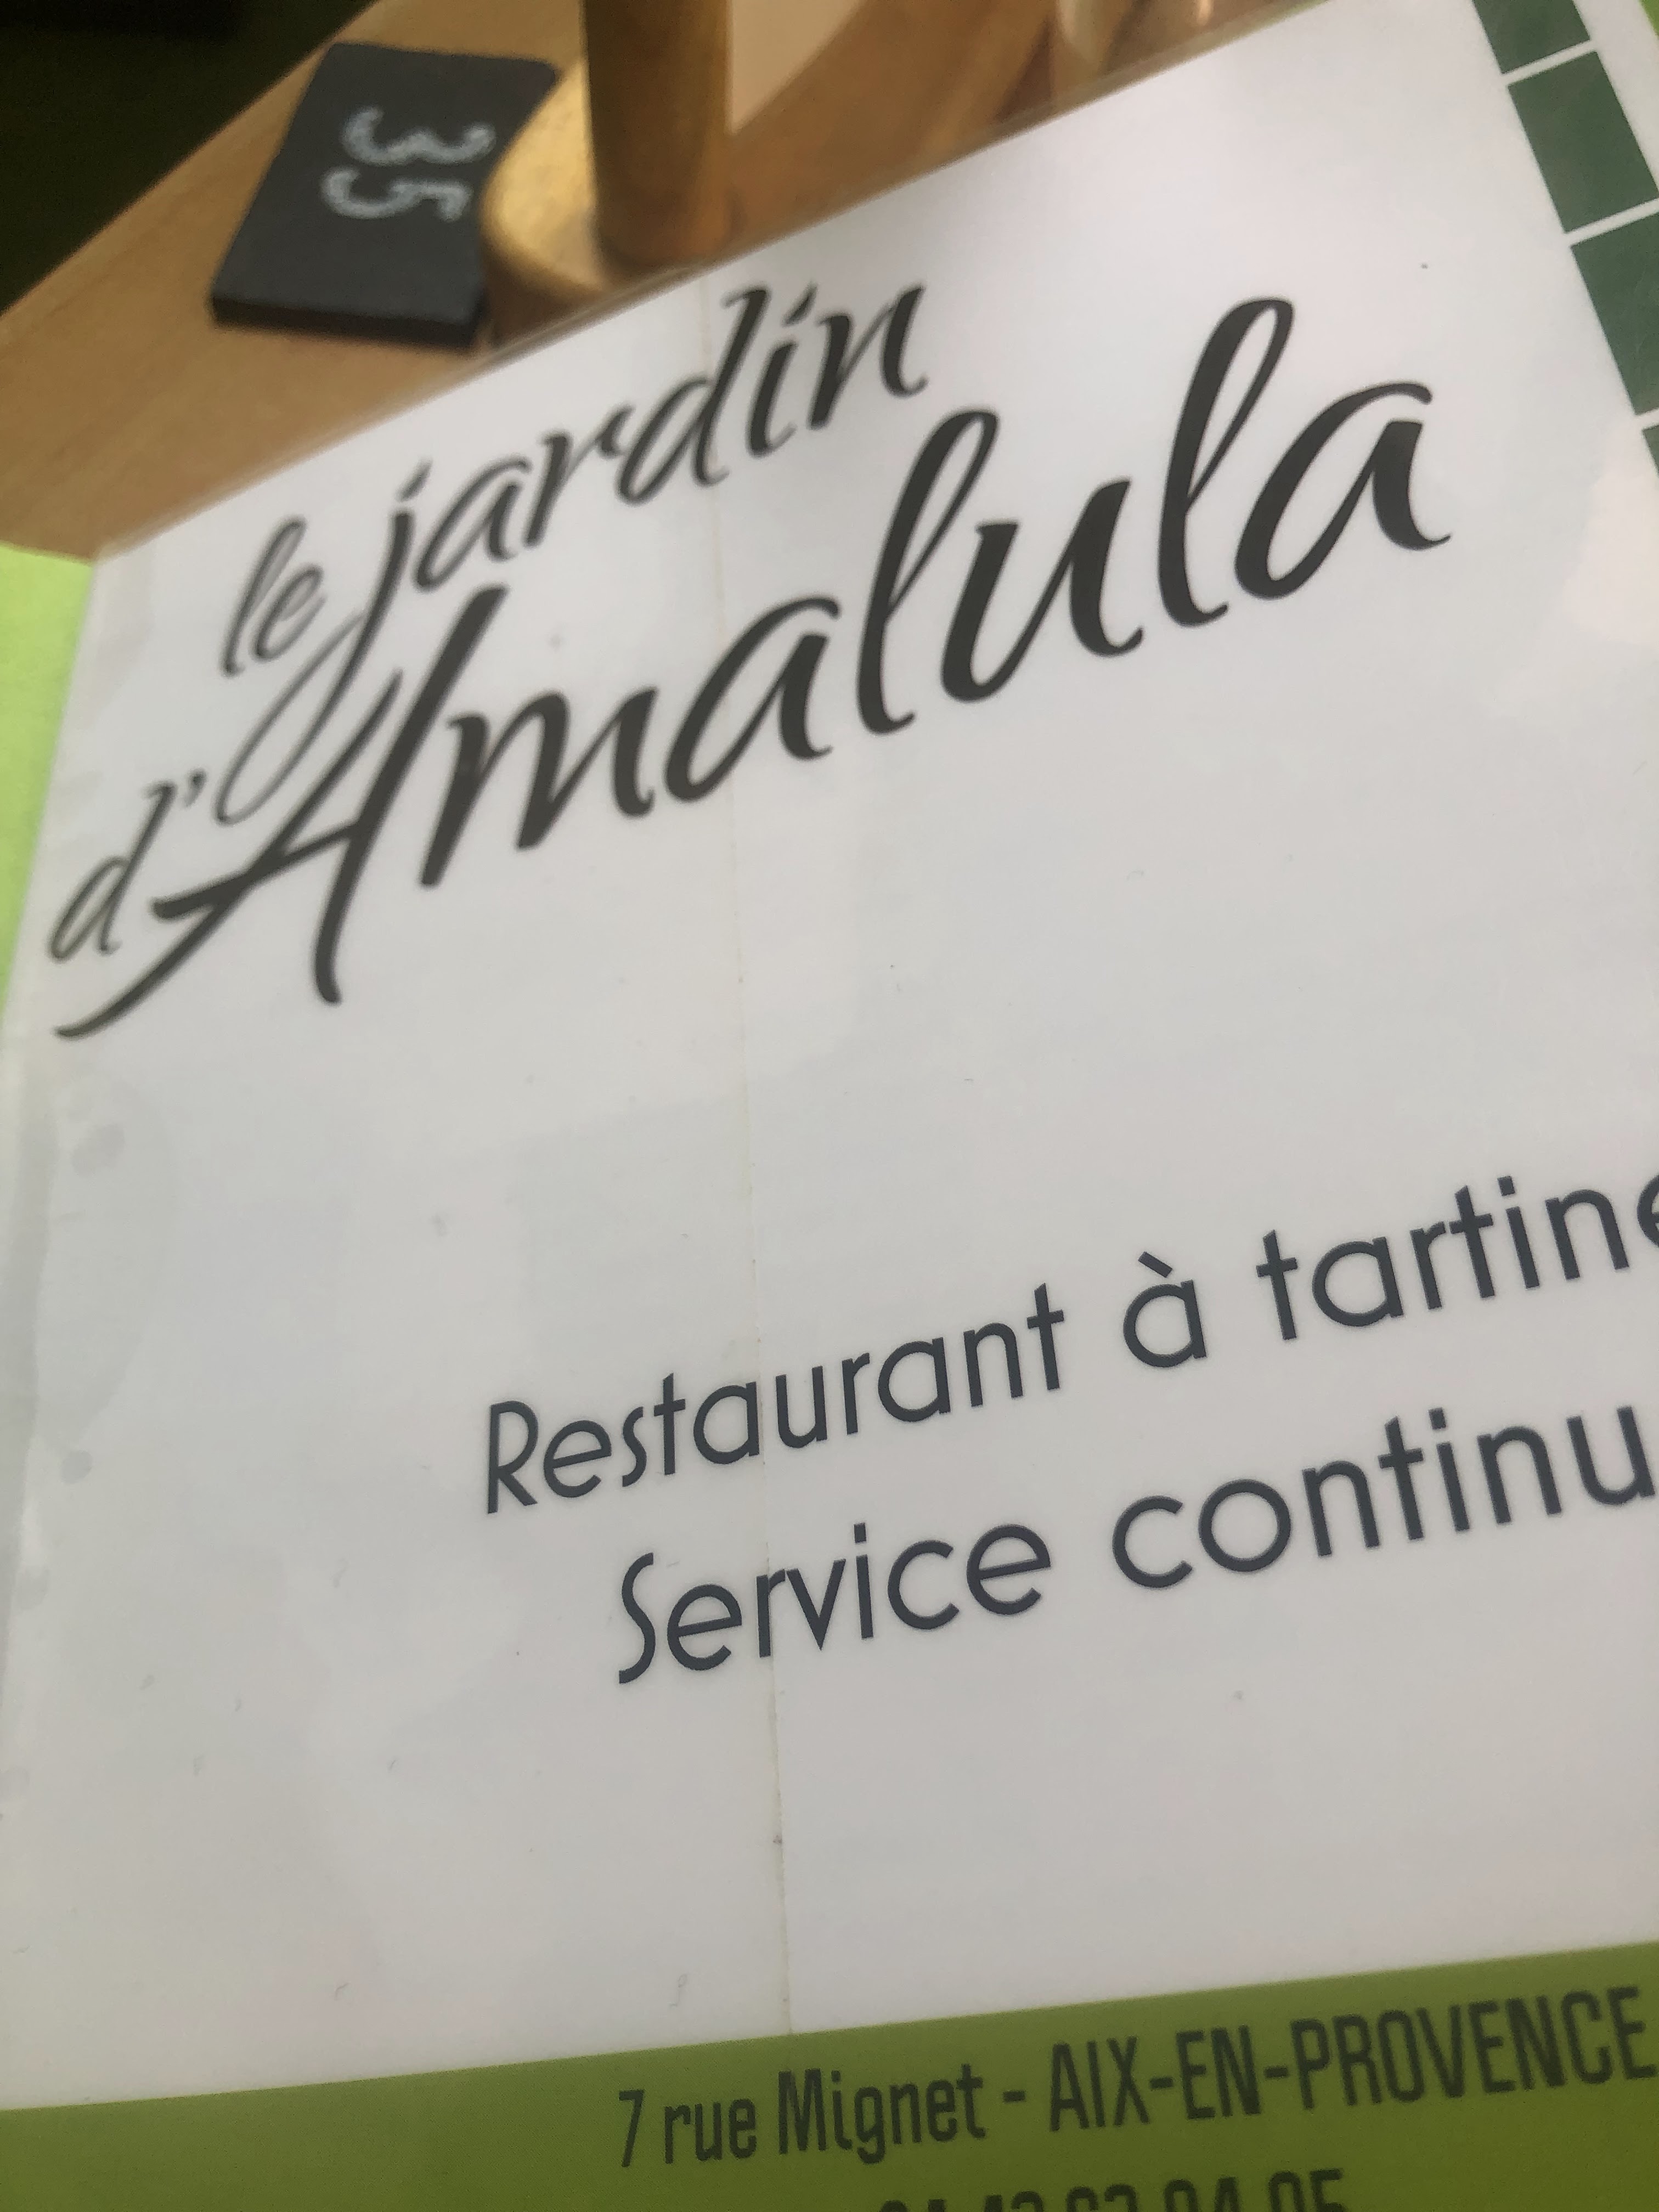 35
le jardin
d'Amalula
Restaurant à tartine
Service continu
7 rue Mignet - AIX-EN-PROVENCE